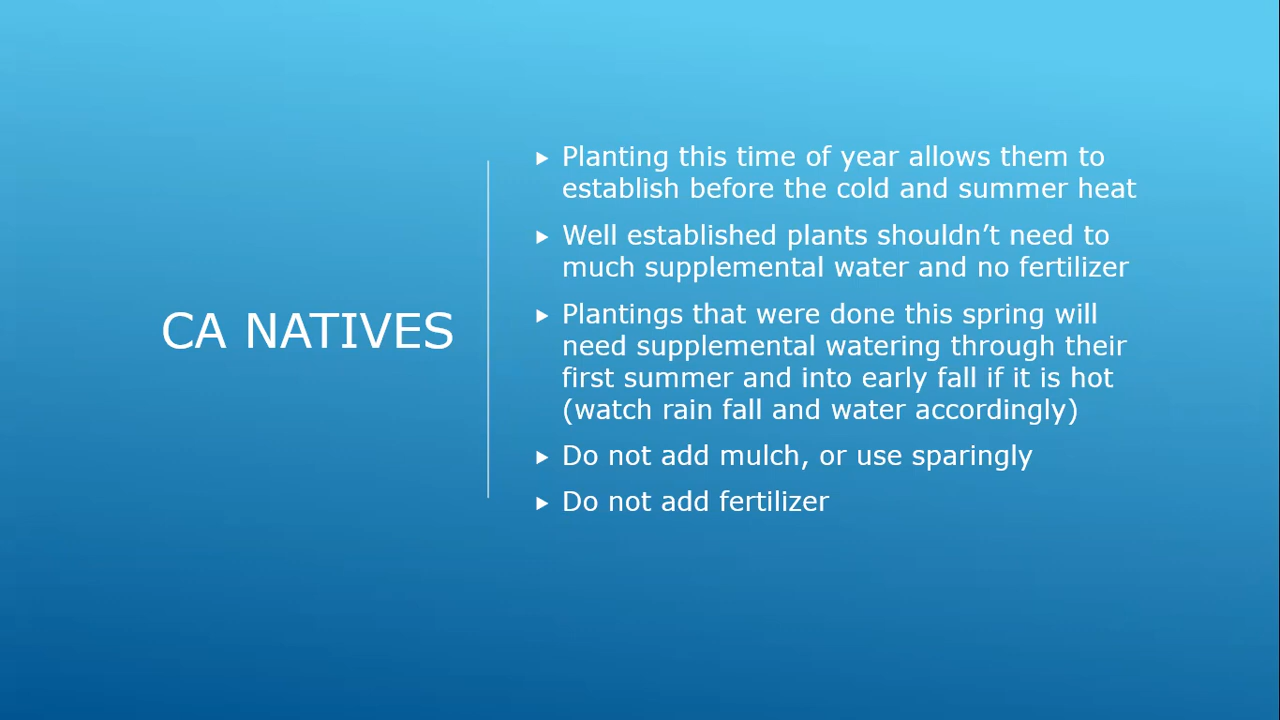 CA NATIVES
Planting this time of year allows them to
establish before the cold and summer heat
Well established plants shouldn’t need to
much supplemental water and no fertilizer
Plantings that were done this spring will
need supplemental watering through their
first summer and into early fall if it is hot
(watch rain fall and water accordingly)
Do not add mulch, or use sparingly
Do not add fertilizer